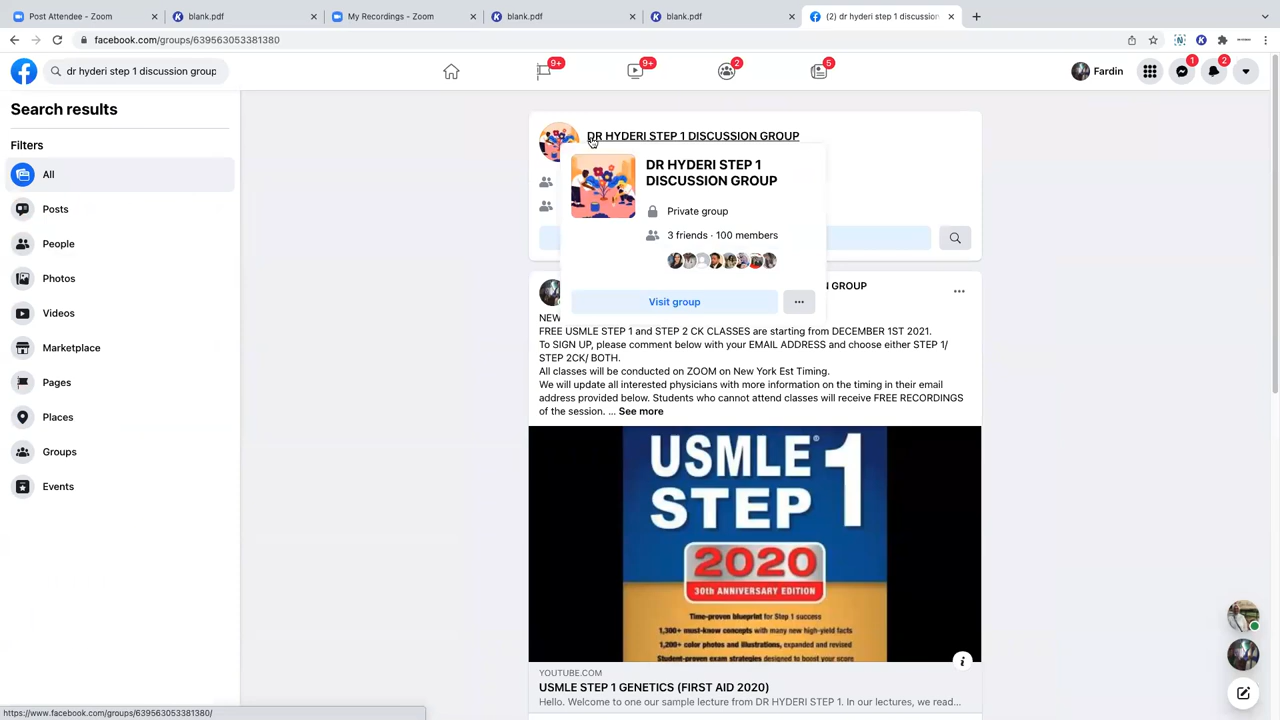 Post Attendee - Zoom
blank.pdf
My Recordings - Zoom
blank.pdf
blank.pdf
(2) dr hyderi step 1 discussion
facebook.com/groups/639563053381380
dr hyderi step 1 discussion group
9+
9+
2
5
Fardin
1
2
Search results
Filters
All
Posts
People
Photos
Videos
Marketplace
Pages
Places
Groups
Events
DR HYDERI STEP 1 DISCUSSION GROUP
DR HYDERI STEP 1
DISCUSSION GROUP
Private group
3 friends · 100 members
Visit group
N GROUP
NEW
FREE USMLE STEP 1 and STEP 2 CK CLASSES are starting from DECEMBER 1ST 2021.
To SIGN UP, please comment below with your EMAIL ADDRESS and choose either STEP 1/
STEP 2CK/ BOTH.
All classes will be conducted on ZOOM on New York Est Timing.
We will update all interested physicians with more information on the timing in their email
address provided below. Students who cannot attend classes will receive FREE RECORDINGS
of the session. ... See more
USMLE® 1
STEP
2020
30th ANNIVERSARY EDITION
Time-proven blueprint for Step 1 success
1,300+ must-know concepts with many new high-yield facts
1,200+ color photos and illustrations, expanded and revised
Student-proven exam strategies designed to boost your score
YOUTUBE.COM
USMLE STEP 1 GENETICS (FIRST AID 2020)
Hello. Welcome to one our sample lecture from DR HYDERI STEP 1. In our lectures, we read...
https://www.facebook.com/groups/639563053381380/